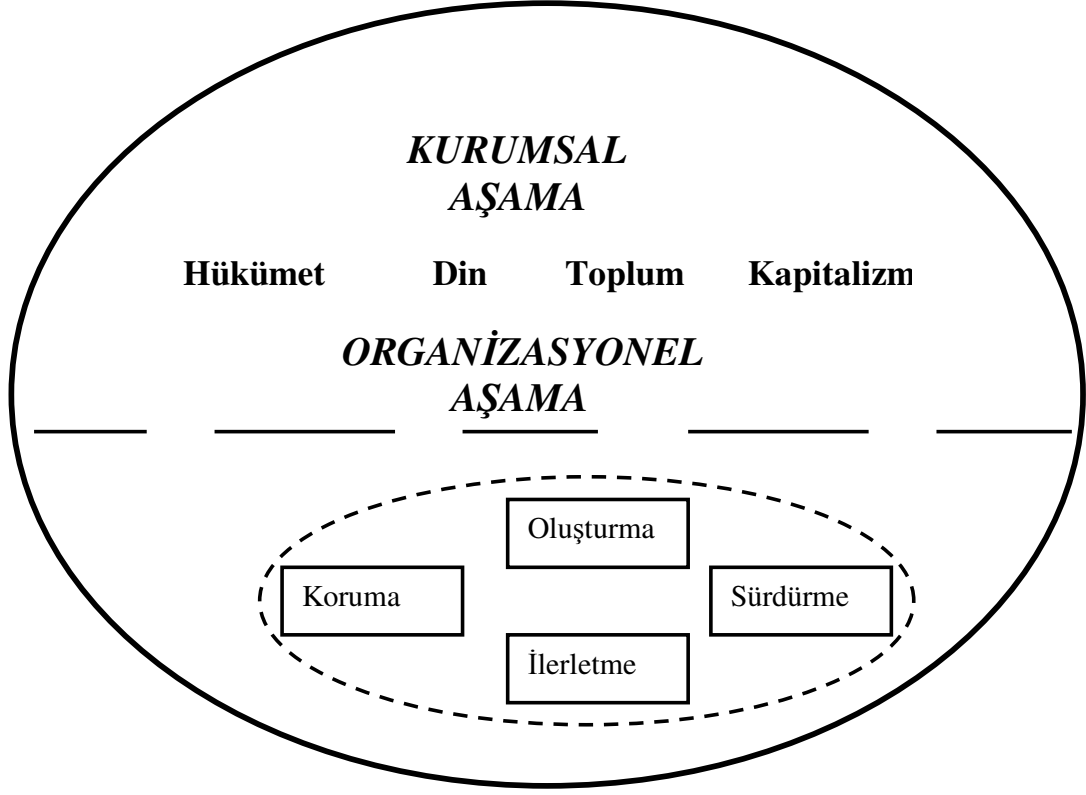 KURUMSAL
AŞAMA
Hükümet Din Toplum Kapitalizm
ORGANİZASYONEL
AŞAMA
Oluşturma
Koruma
Sürdürme
İlerletme